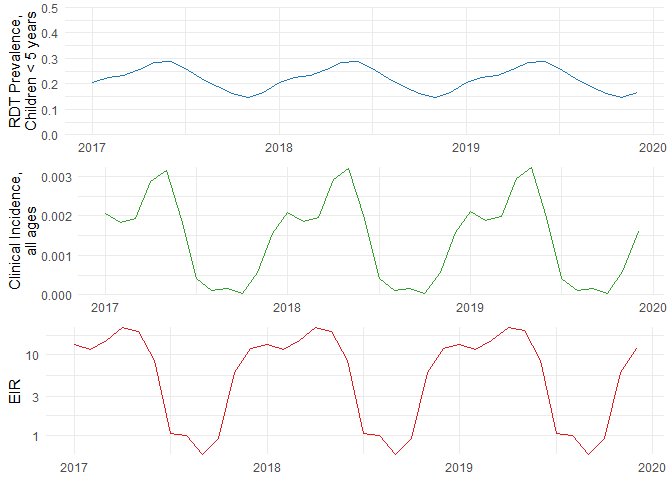 RDT Prevalence,
Children < 5 years
0.5
0.4
0.3
0.2
0.1
0.0
2017 2018 2019 2020
Clinical Incidence,
all ages
0.003
0.002
0.001
0.000
2017 2018 2019 2020
EIR
10
3
1
2017 2018 2019 2020